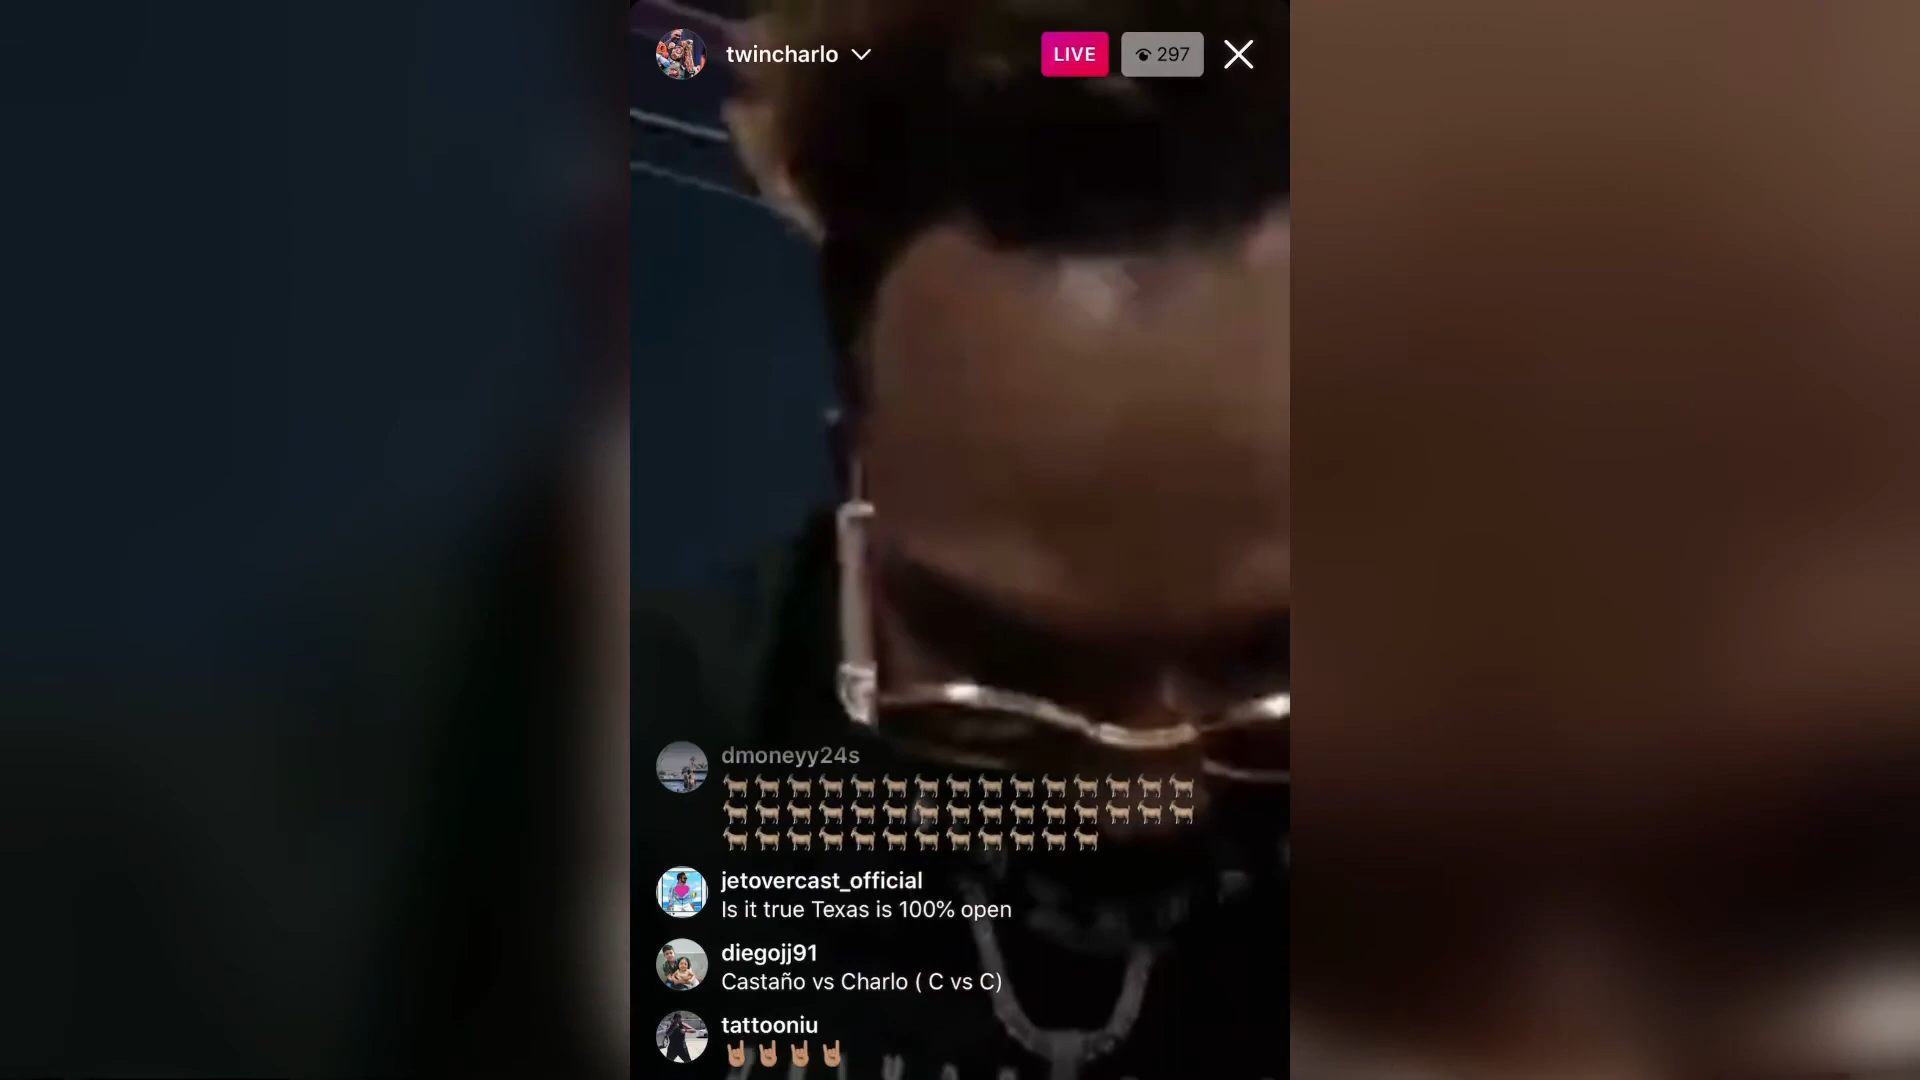 twincharlo
LIVE
297
dmoneyy24s
🐐🐐🐐🐐🐐🐐🐐🐐🐐🐐🐐🐐🐐🐐🐐
🐐🐐🐐🐐🐐🐐🐐🐐🐐🐐🐐🐐🐐🐐🐐
🐐🐐🐐🐐🐐🐐🐐🐐🐐🐐🐐🐐
jetovercast_official
Is it true Texas is 100% open
diegojj91
Castaño vs Charlo ( C vs C)
tattooniu
🤘🏼🤘🏼🤘🏼🤘🏼